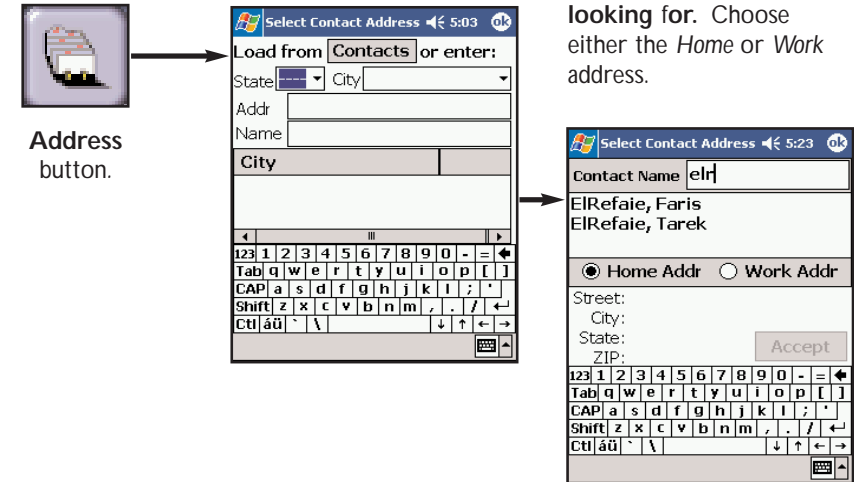 Address
button.
Select Contact Address 5:03 ok
Load from Contacts or enter:
State ---- City
Addr
Name
City
123 1 2 3 4 5 6 7 8 9 0 - =
Tab q w e r t y u i o p [ ]
CAP a s d f g h j k l ; '
Shift z x c v b n m , . /
Ctl áü ` \ ↓ ↑ ← →
looking for. Choose
either the Home or Work
address.
Select Contact Address 5:23 ok
Contact Name elr
ElRefaie, Faris
ElRefaie, Tarek
Home Addr Work Addr
Street:
City:
State:
ZIP:
Accept
123 1 2 3 4 5 6 7 8 9 0 - =
Tab q w e r t y u i o p [ ]
CAP a s d f g h j k l ; '
Shift z x c v b n m , . /
Ctl áü ` \ ↓ ↑ ← →